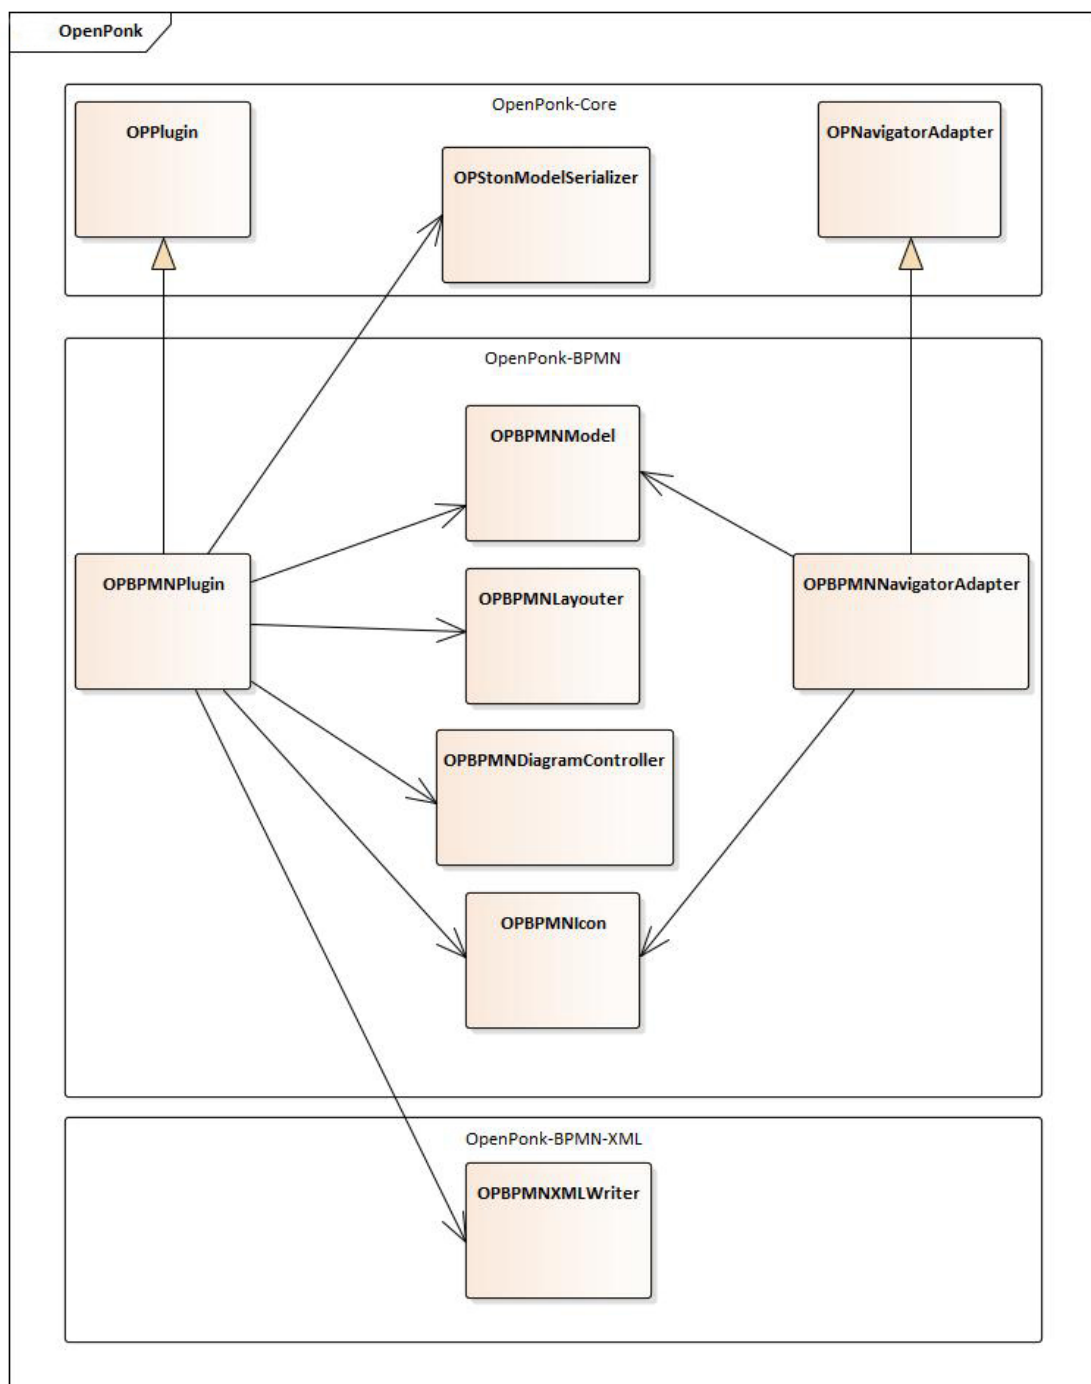 OpenPonk
OpenPonk-Core
OPPlugin
OPStonModelSerializer
OPNavigatorAdapter
OpenPonk-BPMN
OPBPMNModel
OPBPMNPlugin
OPBPMNLayouter
OPBPMNNavigatorAdapter
OPBPMNDiagramController
OPBPMNIcon
OpenPonk-BPMN-XML
OPBPMNXMLWriter